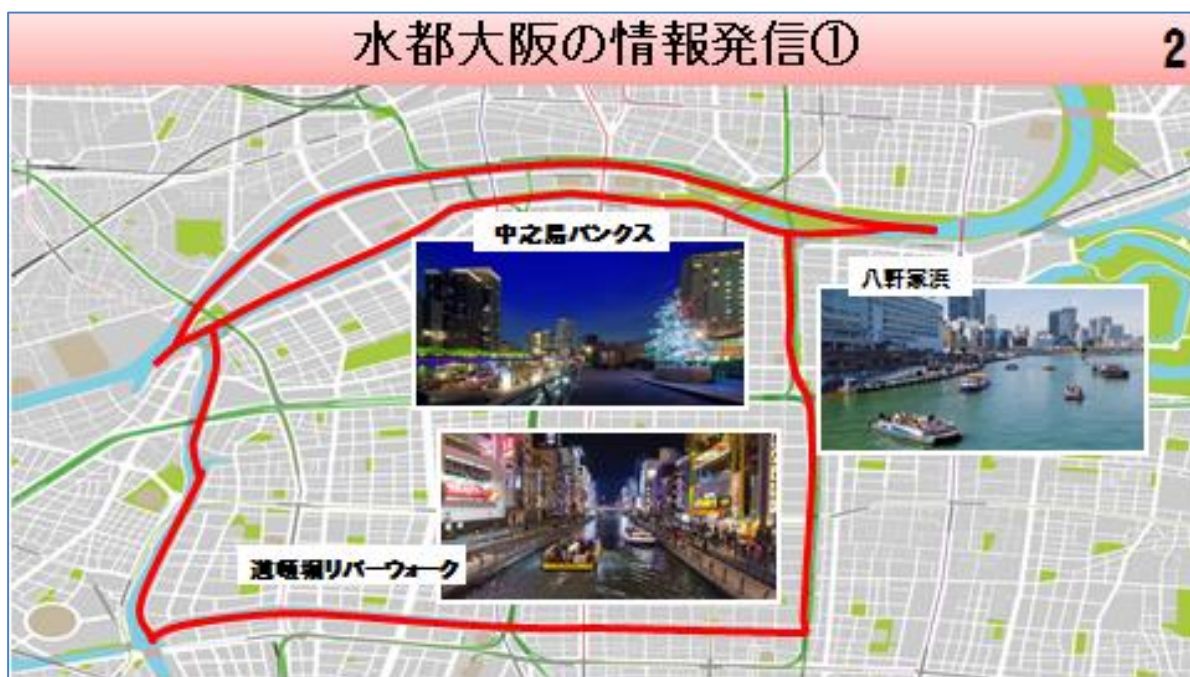 水都大阪の情報発信①
2
中之島バンクス
八軒家浜
道頓堀リバーウォーク